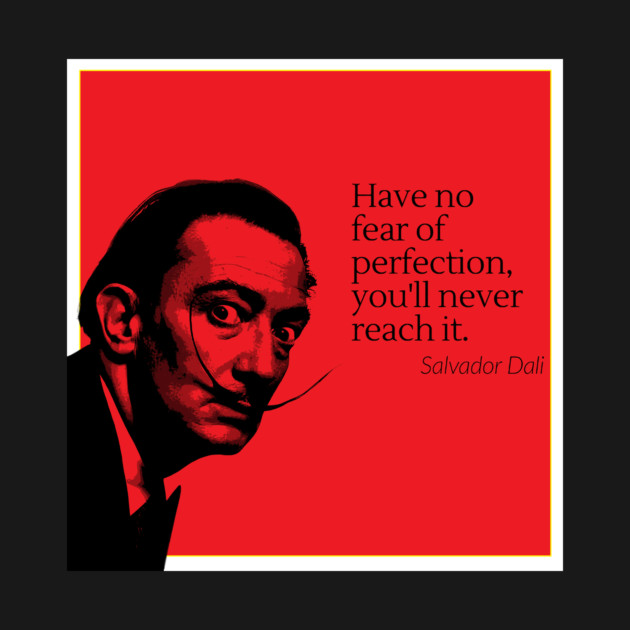 Have no
fear of
perfection,
you'll never
reach it.
Salvador Dali